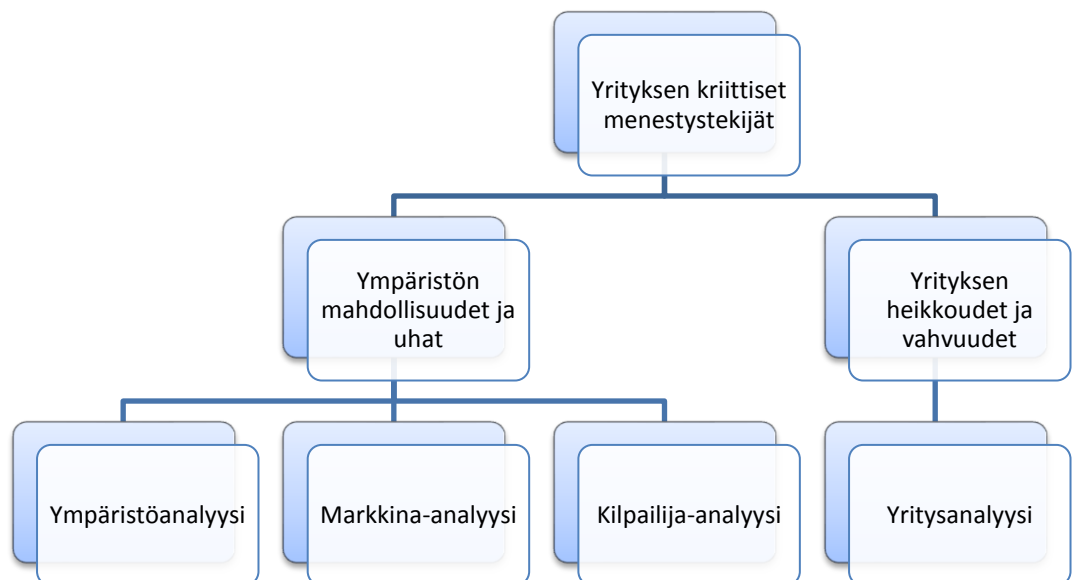 Yrityksen kriittiset
menestystekijät
Ympäristön
mahdollisuudet ja
uhat
Yrityksen
heikkoudet ja
vahvuudet
Ympäristöanalyysi
Markkina-analyysi
Kilpailija-analyysi
Yritysanalyysi